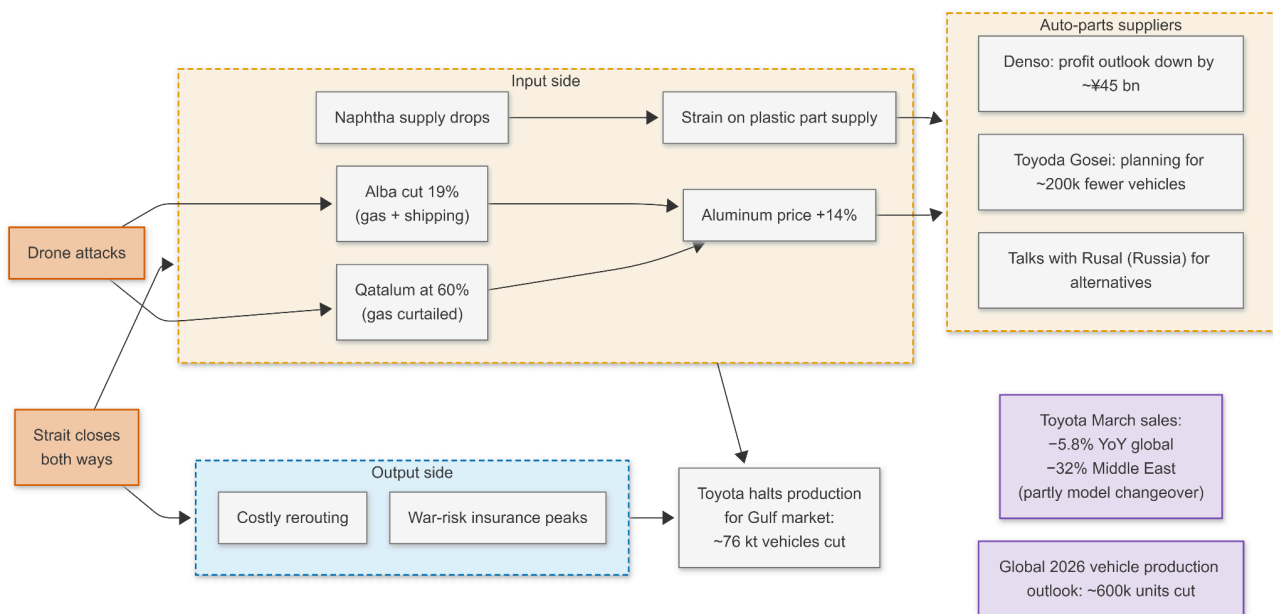 Auto-parts suppliers
Denso: profit outlook down by
~¥45 bn
Toyoda Gosei: planning for
~200k fewer vehicles
Talks with Rusal (Russia) for
alternatives
Input side
Naphtha supply drops
Strain on plastic part supply
Alba cut 19%
(gas + shipping)
Aluminum price +14%
Qatalum at 60%
(gas curtailed)
Drone attacks
Strait closes
both ways
Output side
Costly rerouting
War-risk insurance peaks
Toyota halts production
for Gulf market:
~76 kt vehicles cut
Toyota March sales:
−5.8% YoY global
−32% Middle East
(partly model changeover)
Global 2026 vehicle production
outlook: ~600k units cut